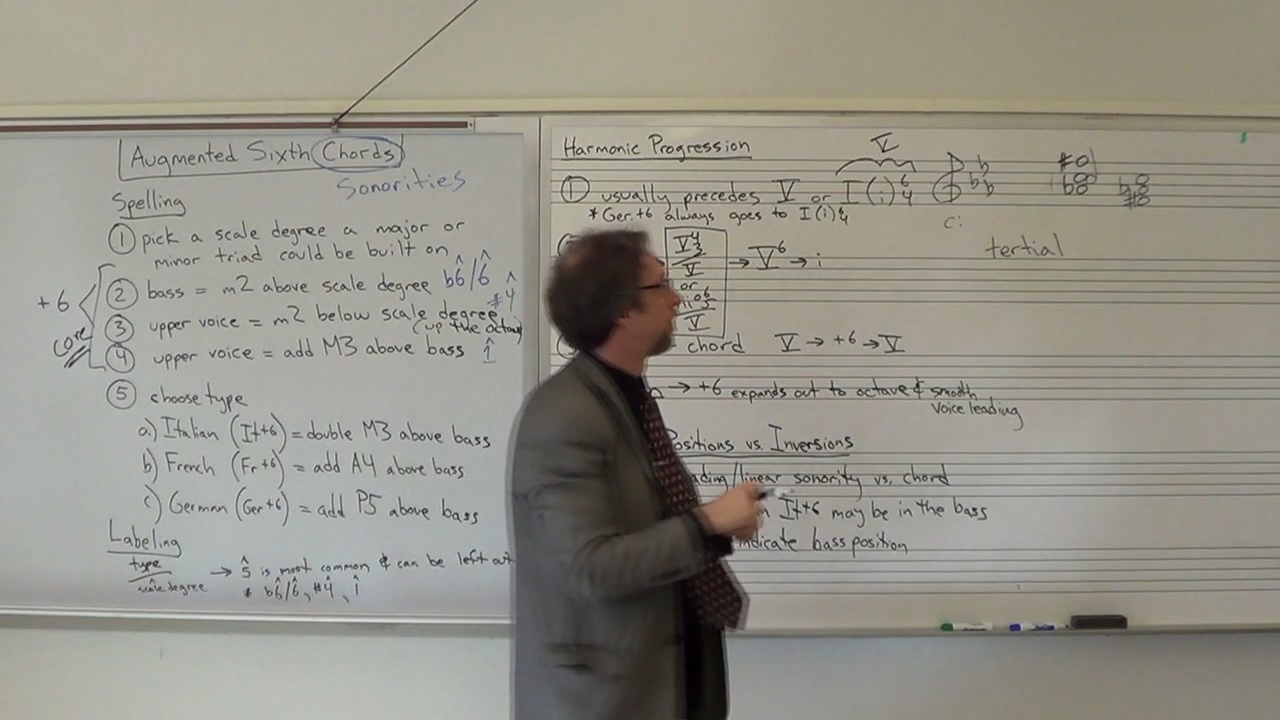 Augmented Sixth Chords
Sonorities
Spelling
① pick a scale degree a major or
minor triad could be built on
+6
core
② bass = m2 above scale degree b6̂/6̂
③ upper voice = m2 below scale degree #4̂
(up the octave)
④ upper voice = add M3 above bass 1̂
⑤ choose type
a.) Italian (It+6) = double M3 above bass
b) French (Fr+6) = add A4 above bass
c) German (Ger+6) = add P5 above bass
Labeling
type
scale degree
→ 5̂ is most common & can be left out
* b6̂/6̂, #4̂, 1̂
Harmonic Progression
V
① usually precedes V or I(i)6/4
* Ger.+6 always goes to I(i)6/4
c:
tertial
V4/3
V
or
V
→ V6 → i
chord V → +6 → V
→ +6 expands out to octave & smooth
voice leading
Positions vs. Inversions
/linear sonority vs. chord
It+6 may be in the bass
indicate bass position